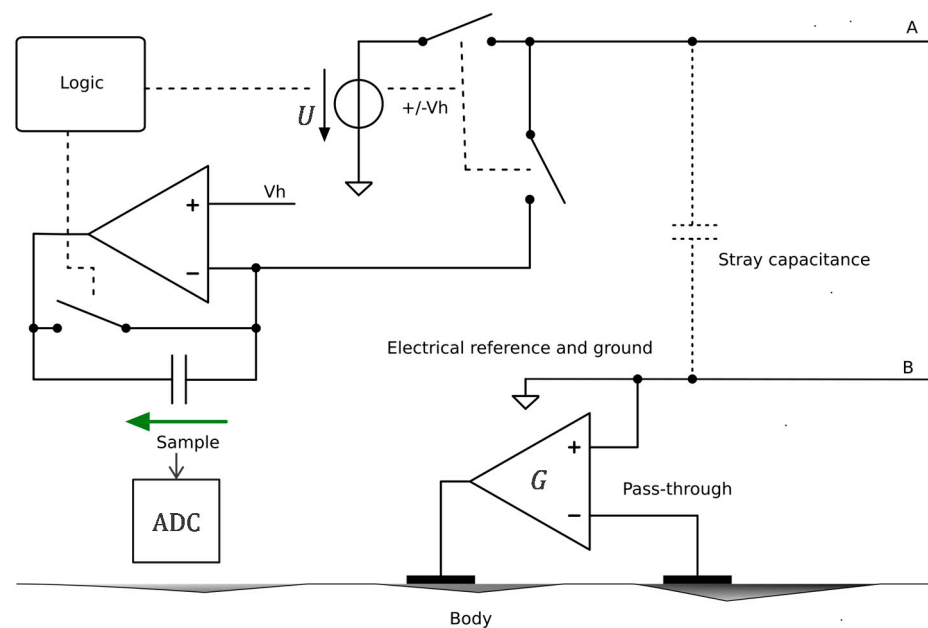 A
Logic
U
+/-Vh
+
Vh
−
Stray capacitance
Electrical reference and ground
B
Sample
+
G
Pass-through
ADC
−
Body